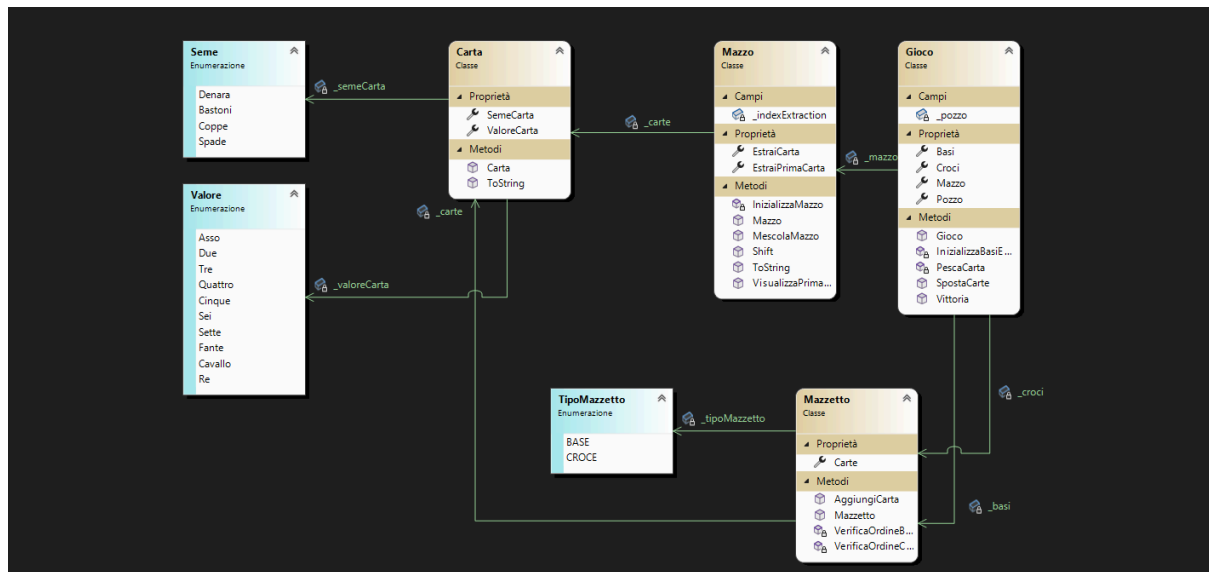 Seme
Enumerazione
Denara
Bastoni
Coppe
Spade
_semeCarta
Valore
Enumerazione
Asso
Due
Tre
Quattro
Cinque
Sei
Sette
Fante
Cavallo
Re
_valoreCarta
Carta
Classe
Proprietà
SemeCarta
ValoreCarta
Metodi
Carta
ToString
_carte
_carte
Mazzo
Classe
Campi
_indexExtraction
Proprietà
EstraiCarta
EstraiPrimaCarta
Metodi
InizializzaMazzo
Mazzo
MescolaMazzo
Shift
ToString
VisualizzaPrima...
_mazzo
Gioco
Classe
Campi
_pozzo
Proprietà
Basi
Croci
Mazzo
Pozzo
Metodi
Gioco
InizializzaBasiE...
PescaCarta
SpostaCarte
Vittoria
_croci
_basi
TipoMazzetto
Enumerazione
BASE
CROCE
_tipoMazzetto
Mazzetto
Classe
Proprietà
Carte
Metodi
AggiungiCarta
Mazzetto
VerificaOrdineB...
VerificaOrdineC...